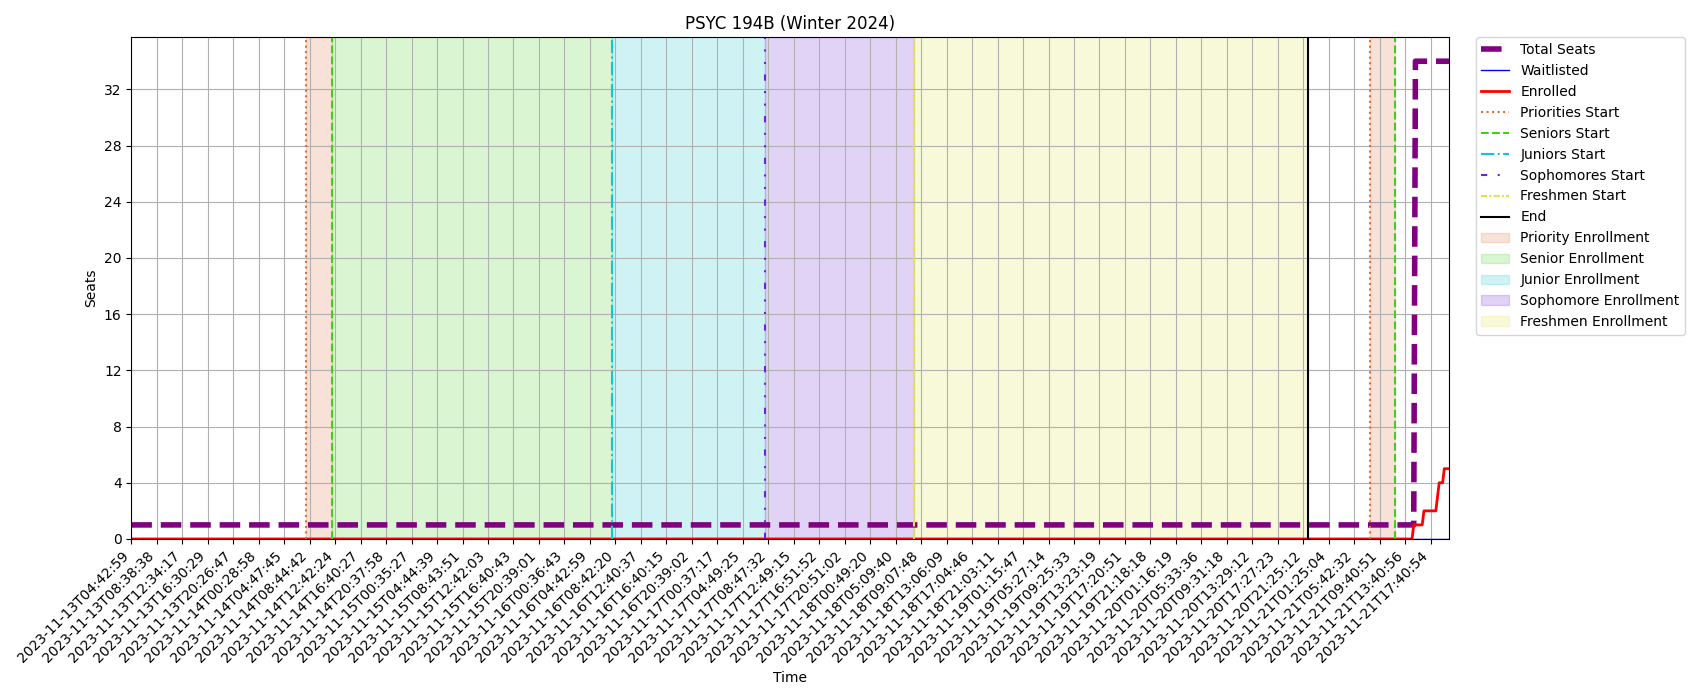 PSYC 194B (Winter 2024)
Seats
32
28
24
20
16
12
8
4
0
2023-11-13T04:42:59
2023-11-13T08:38:38
2023-11-13T12:34:17
2023-11-13T16:30:29
2023-11-13T20:26:47
2023-11-14T00:28:58
2023-11-14T04:47:45
2023-11-14T08:44:42
2023-11-14T12:42:24
2023-11-14T16:40:27
2023-11-14T20:37:58
2023-11-15T00:35:27
2023-11-15T04:44:39
2023-11-15T08:43:51
2023-11-15T12:42:03
2023-11-15T16:40:43
2023-11-15T20:39:01
2023-11-16T00:36:43
2023-11-16T04:42:59
2023-11-16T08:42:20
2023-11-16T12:40:37
2023-11-16T16:40:15
2023-11-16T20:39:02
2023-11-17T00:37:17
2023-11-17T04:49:25
2023-11-17T08:47:32
2023-11-17T12:49:15
2023-11-17T16:51:52
2023-11-17T20:51:02
2023-11-18T00:49:20
2023-11-18T05:09:40
2023-11-18T09:07:48
2023-11-18T13:06:09
2023-11-18T17:04:46
2023-11-18T21:03:11
2023-11-19T01:15:47
2023-11-19T05:27:14
2023-11-19T09:25:33
2023-11-19T13:23:19
2023-11-19T17:20:51
2023-11-19T21:18:18
2023-11-20T01:16:19
2023-11-20T05:33:36
2023-11-20T09:31:18
2023-11-20T13:29:12
2023-11-20T17:27:23
2023-11-20T21:25:12
2023-11-21T01:25:04
2023-11-21T05:42:32
2023-11-21T09:40:51
2023-11-21T13:40:56
2023-11-21T17:40:54
Time
Total Seats
Waitlisted
Enrolled
Priorities Start
Seniors Start
Juniors Start
Sophomores Start
Freshmen Start
End
Priority Enrollment
Senior Enrollment
Junior Enrollment
Sophomore Enrollment
Freshmen Enrollment